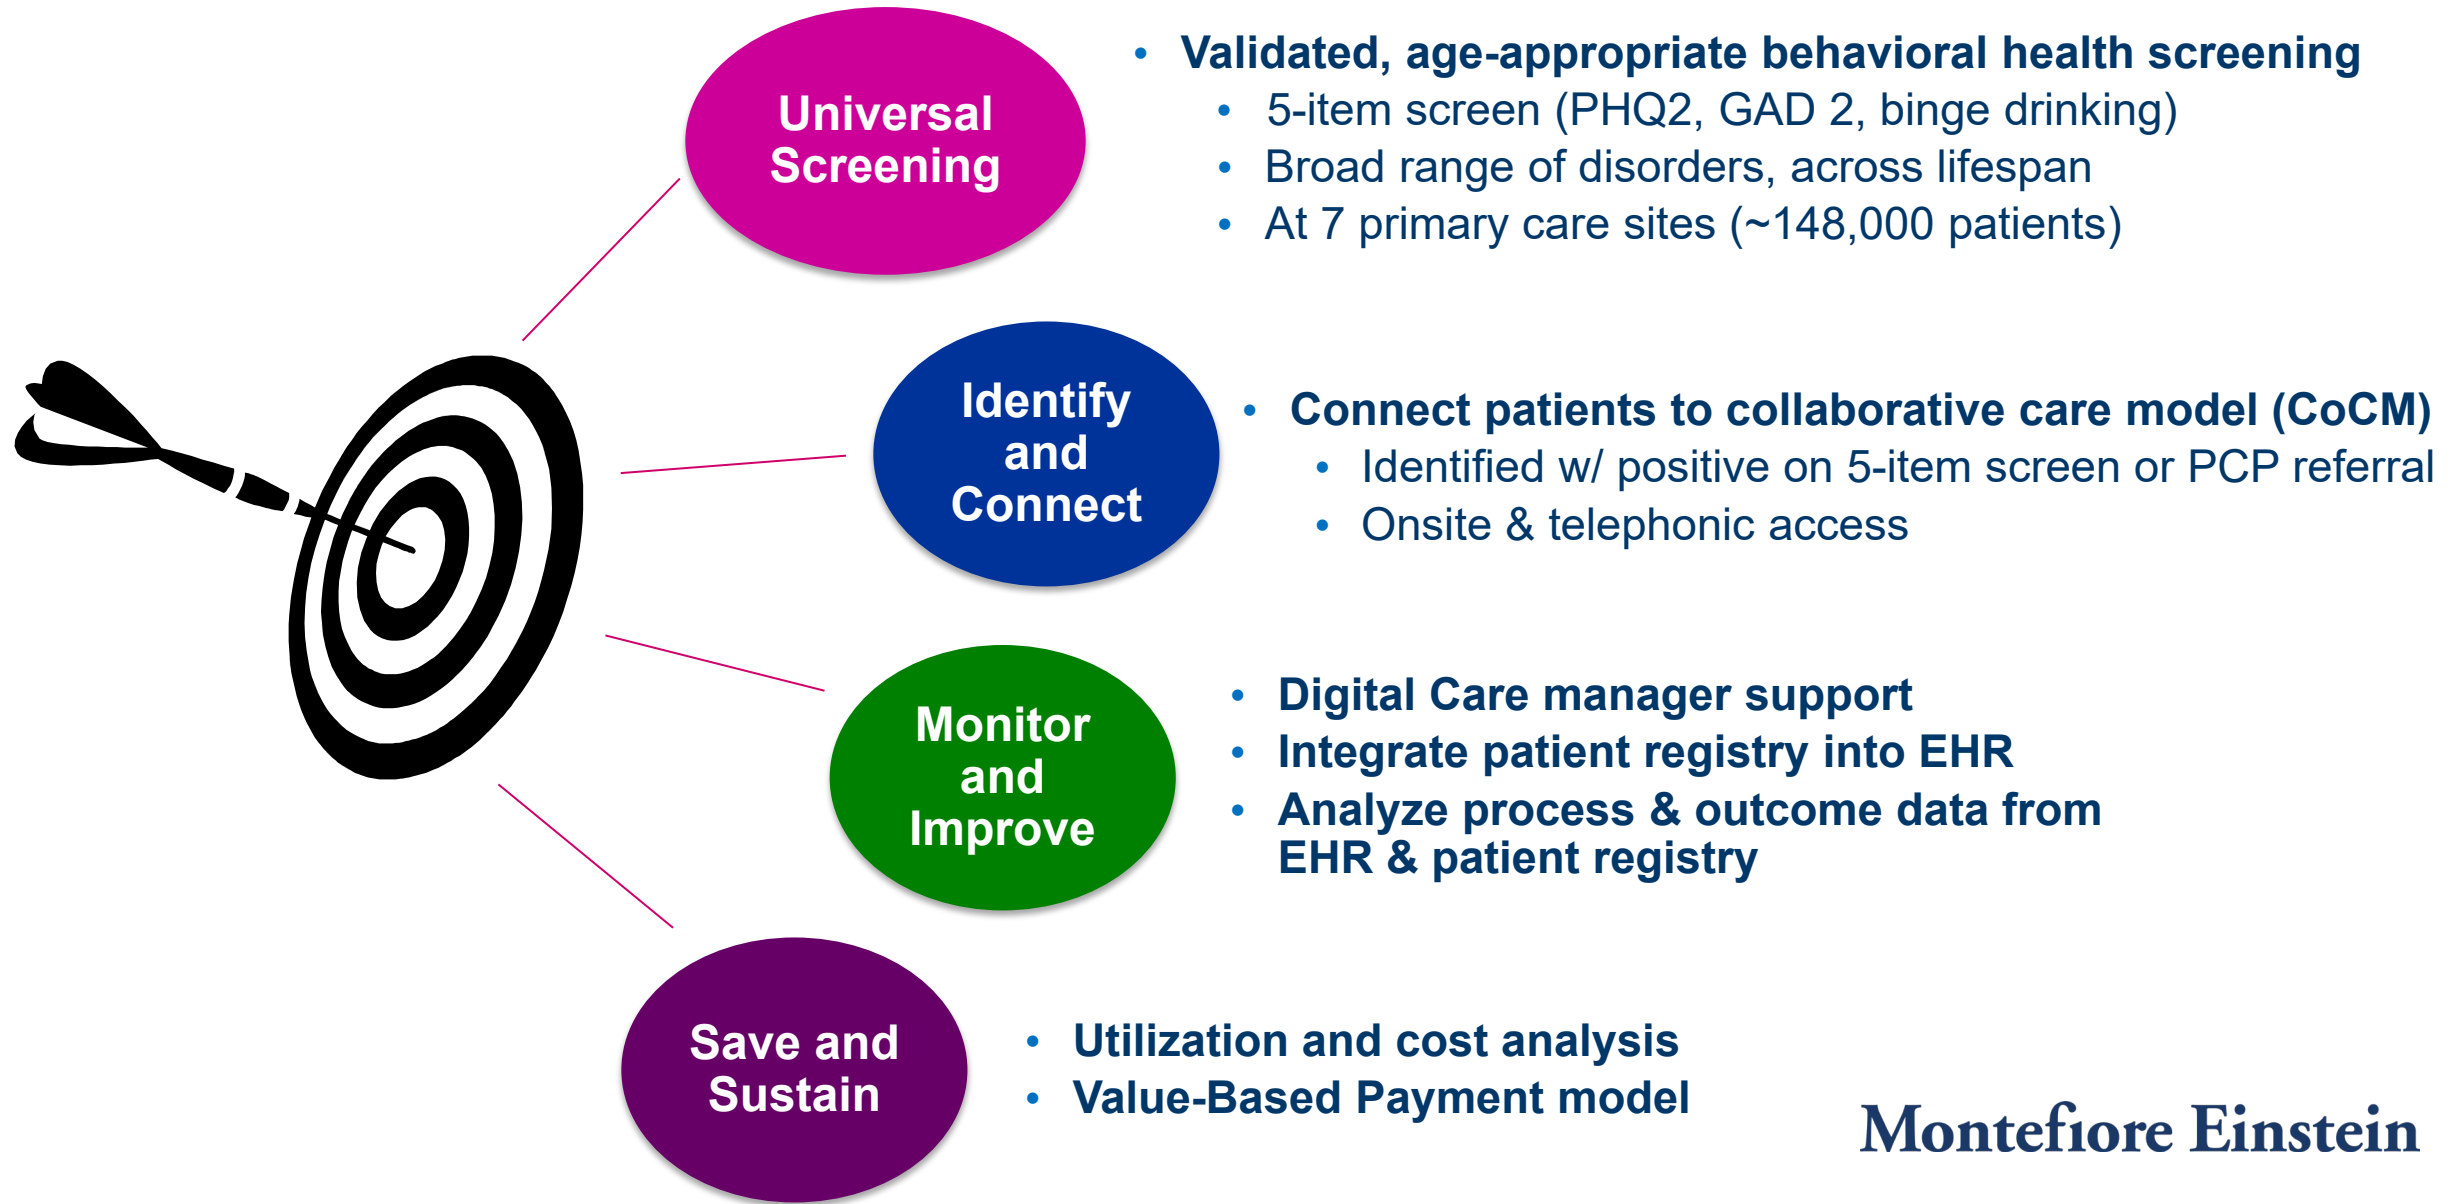 Universal
Screening
• Validated, age-appropriate behavioral health screening
• 5-item screen (PHQ2, GAD 2, binge drinking)
• Broad range of disorders, across lifespan
• At 7 primary care sites (~148,000 patients)
Identify
and
Connect
• Connect patients to collaborative care model (CoCM)
• Identified w/ positive on 5-item screen or PCP referral
• Onsite & telephonic access
Monitor
and
Improve
• Digital Care manager support
• Integrate patient registry into EHR
• Analyze process & outcome data from
EHR & patient registry
Save and
Sustain
• Utilization and cost analysis
• Value-Based Payment model
Montefiore Einstein